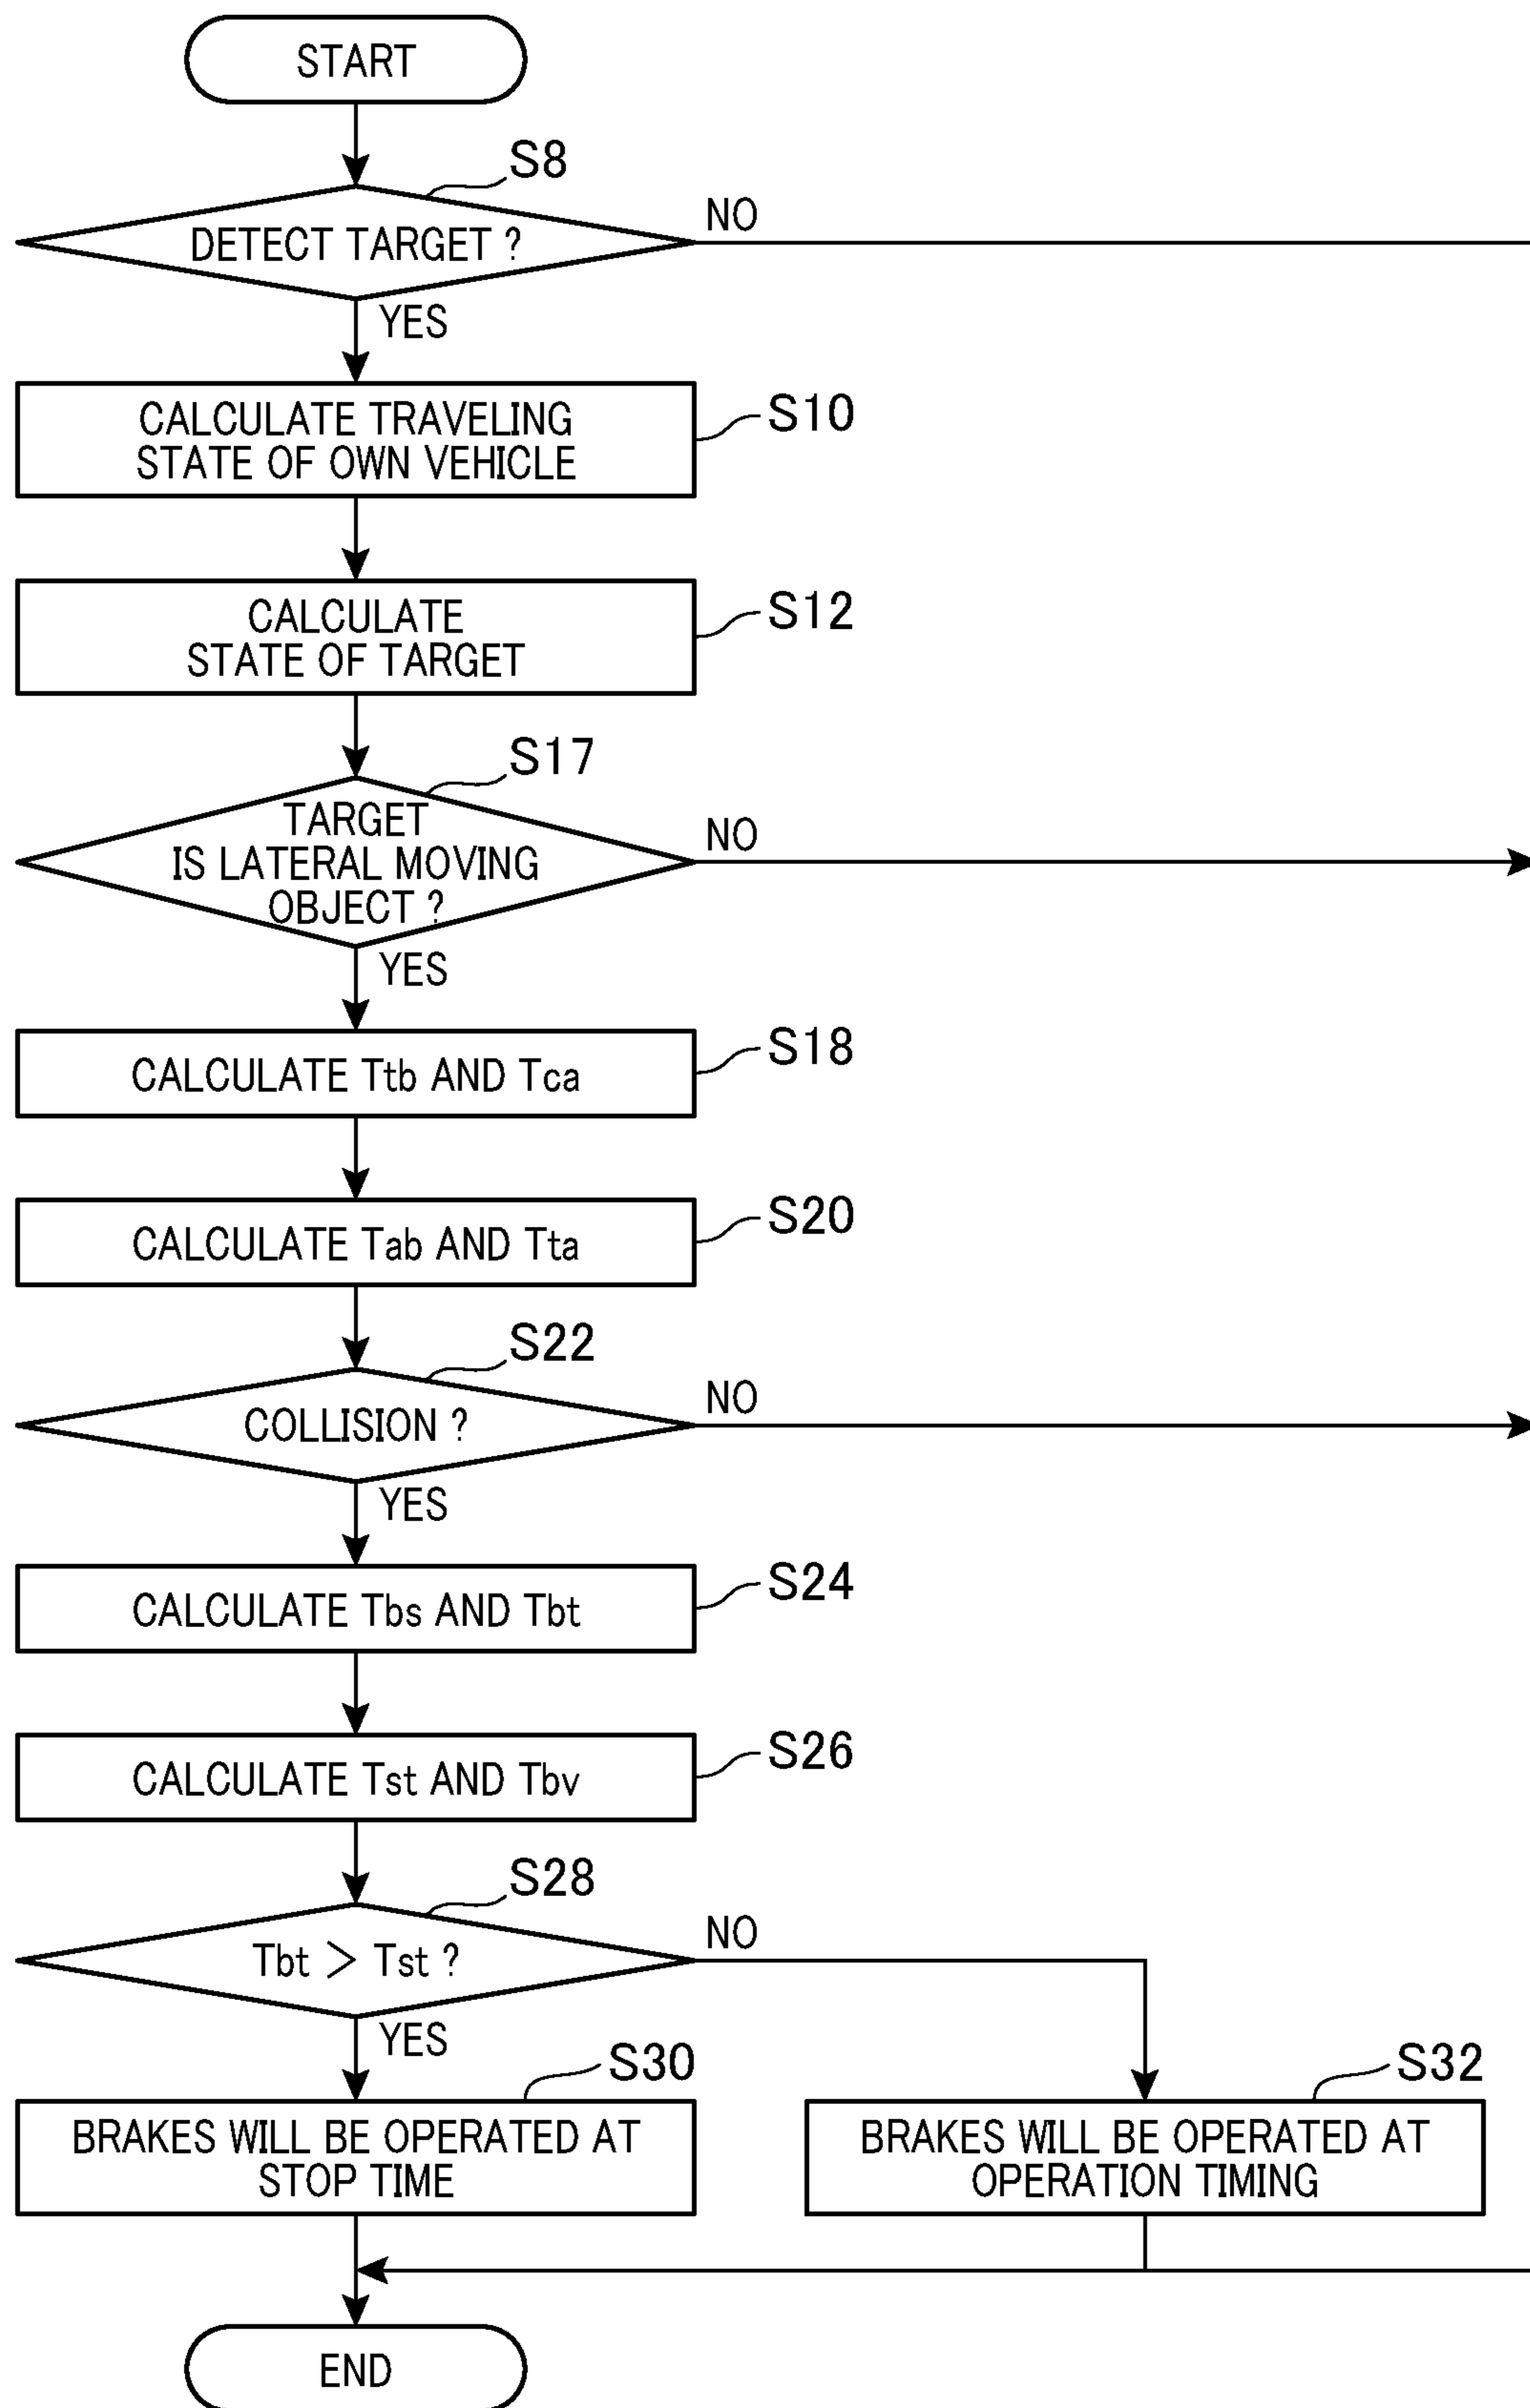 START
S8
DETECT TARGET ?
NO
YES
CALCULATE TRAVELING
STATE OF OWN VEHICLE
S10
CALCULATE
STATE OF TARGET
S12
S17
TARGET
IS LATERAL MOVING
OBJECT ?
NO
YES
CALCULATE Ttb AND Tca
S18
CALCULATE Tab AND Tta
S20
S22
COLLISION ?
NO
YES
CALCULATE Tbs AND Tbt
S24
CALCULATE Tst AND Tbv
S26
S28
Tbt > Tst ?
NO
YES
S30
BRAKES WILL BE OPERATED AT
STOP TIME
S32
BRAKES WILL BE OPERATED AT
OPERATION TIMING
END